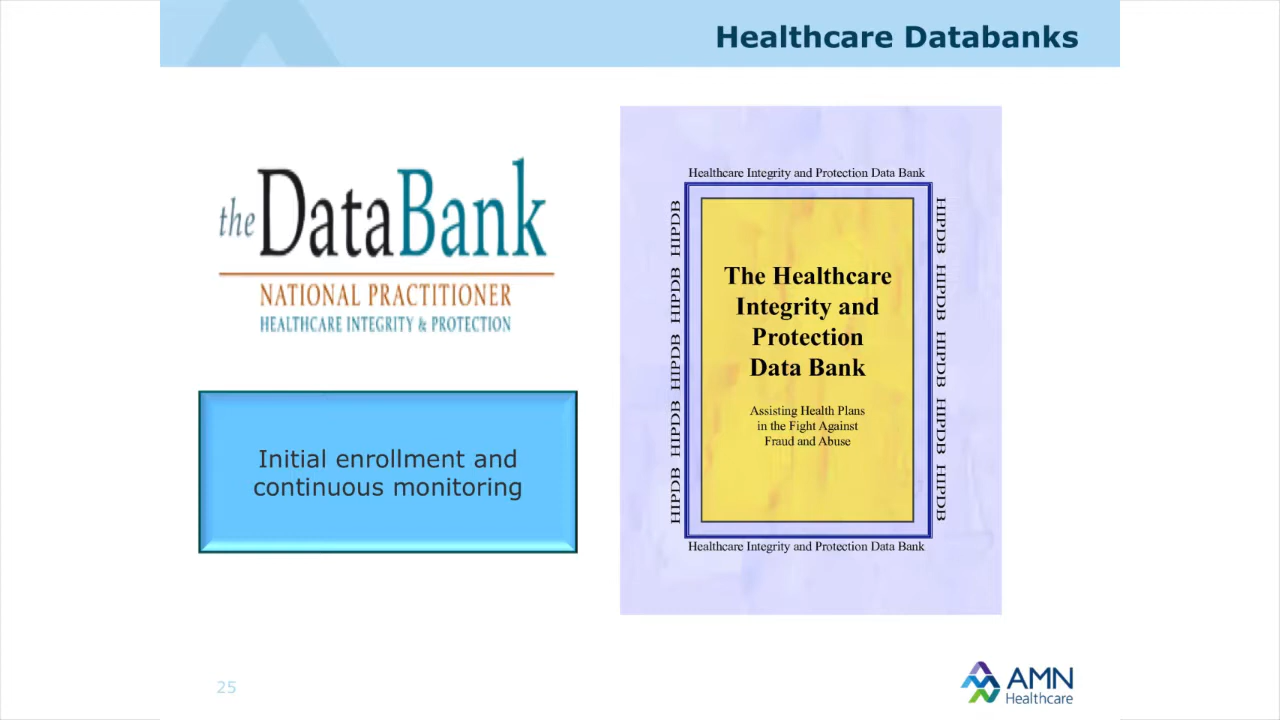 Healthcare Databanks
the DataBank
NATIONAL PRACTITIONER
HEALTHCARE INTEGRITY & PROTECTION
Initial enrollment and
continuous monitoring
Healthcare Integrity and Protection Data Bank
HIPDB HIPDB HIPDB HIPDB HIPDB
The Healthcare
Integrity and
Protection
Data Bank
Assisting Health Plans
in the Fight Against
Fraud and Abuse
HIPDB HIPDB HIPDB HIPDB HIPDB
Healthcare Integrity and Protection Data Bank
25
AMN
Healthcare